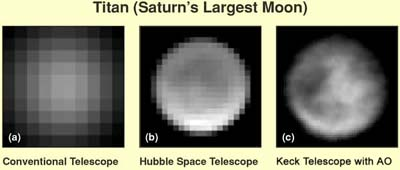 Titan (Saturn's Largest Moon)
(a)
(b)
(c)
Conventional Telescope
Hubble Space Telescope
Keck Telescope with AO